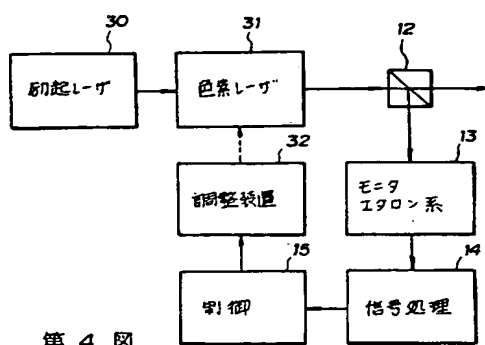 30
31
12
励起レーザ
色素レーザ
32
13
調整装置
モニタ
エタロン系
15
14
制御
信号処理
第4図